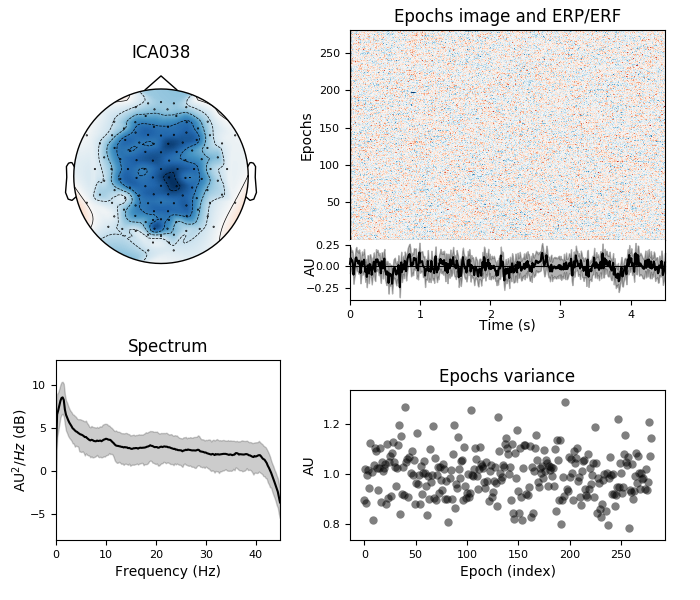 ICA038
Epochs image and ERP/ERF
Epochs
250
200
150
100
50
AU
0.25
0.00
−0.25
0 1 2 3 4
Time (s)
Spectrum
AU²/Hz (dB)
10
5
0
−5
0 10 20 30 40
Frequency (Hz)
Epochs variance
AU
1.2
1.0
0.8
0 50 100 150 200 250
Epoch (index)